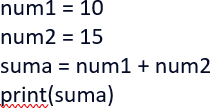 num1 = 10
num2 = 15
suma = num1 + num2
print(suma)